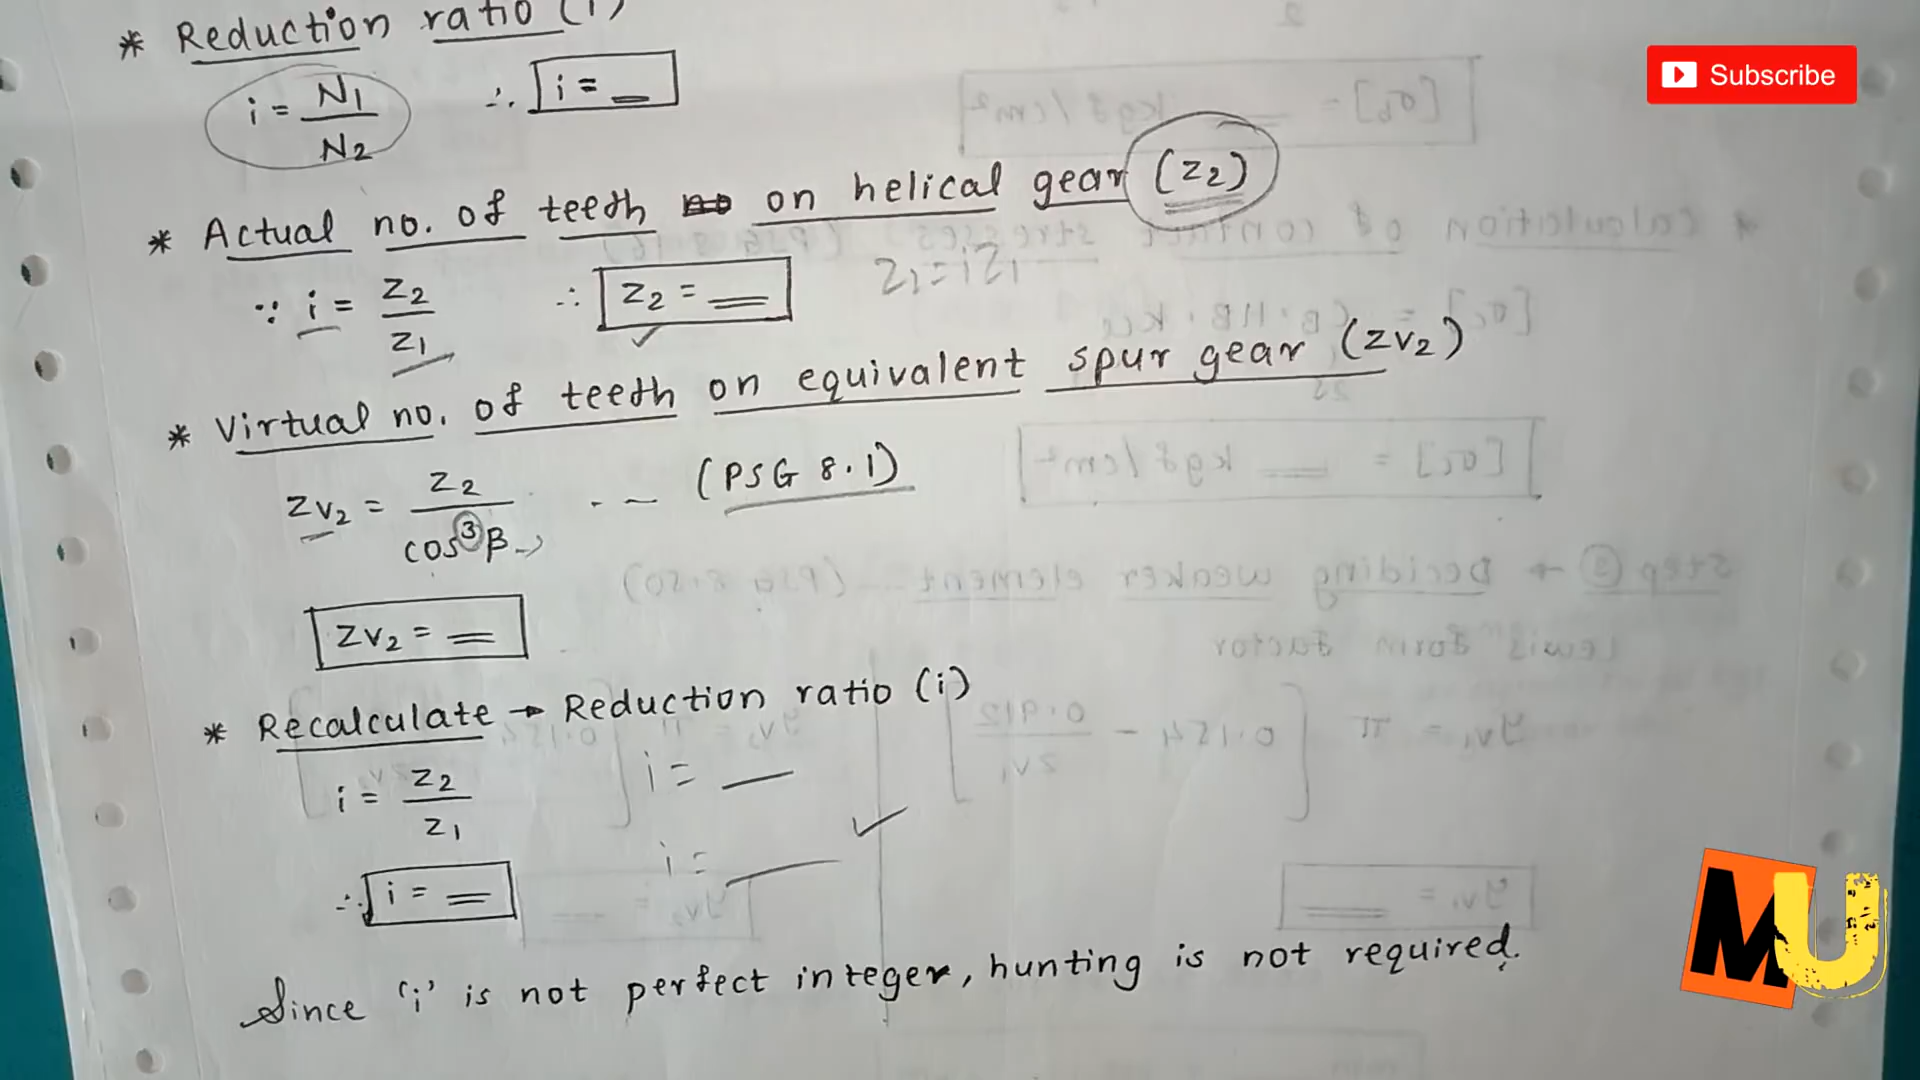 * Reduction ratio (i)
i = N1 / N2 ∴ i = __
* Actual no. of teeth on helical gear (z2)
∵ i = z2 / z1 ∴ z2 = __ z1 = iz1
* Virtual no. of teeth on equivalent spur gear (zv2)
zv2 = z2 / cos³β -- (PSG 8.1)
zv2 = __
* Recalculate → Reduction ratio (i)
i = z2 / z1 i = __
i = __
∴ i = __
Since 'i' is not perfect integer, hunting is not required.
Subscribe
MU